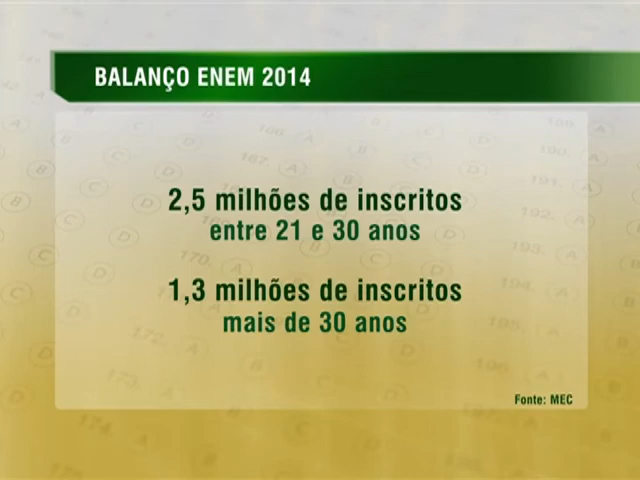 BALANÇO ENEM 2014
2,5 milhões de inscritos
entre 21 e 30 anos
1,3 milhões de inscritos
mais de 30 anos
Fonte: MEC